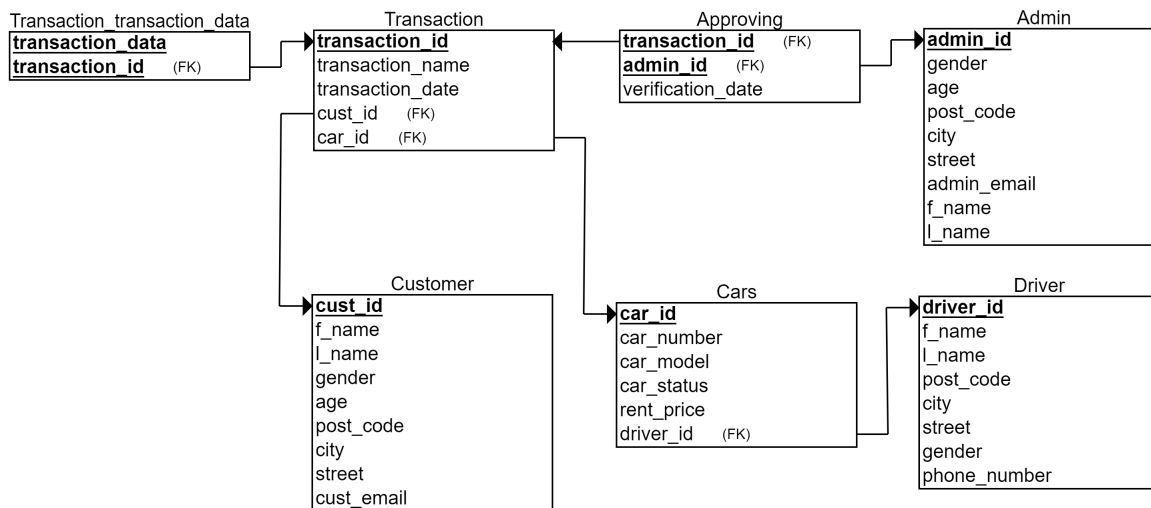 Transaction_transaction_data
transaction_data
transaction_id (FK)
Transaction
transaction_id
transaction_name
transaction_date
cust_id (FK)
car_id (FK)
Approving
transaction_id (FK)
admin_id (FK)
verification_date
Admin
admin_id
gender
age
post_code
city
street
admin_email
f_name
l_name
Customer
cust_id
f_name
l_name
gender
age
post_code
city
street
cust_email
Cars
car_id
car_number
car_model
car_status
rent_price
driver_id (FK)
Driver
driver_id
f_name
l_name
post_code
city
street
gender
phone_number